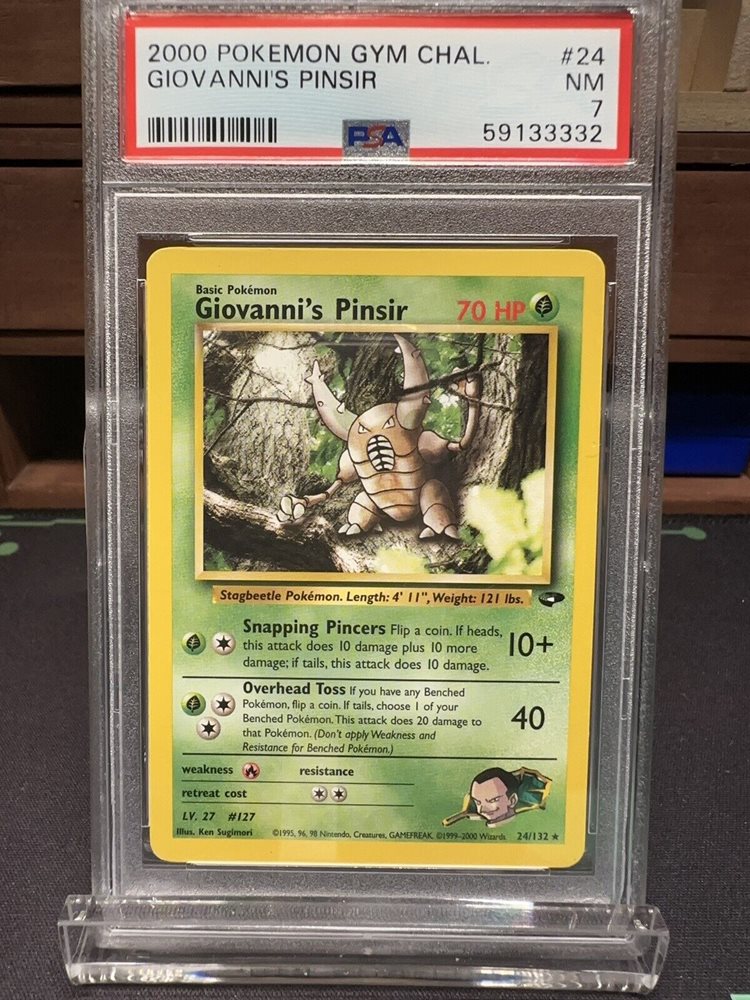 2000 POKEMON GYM CHAL. #24
GIOVANNI'S PINSIR NM
7
PSA 59133332
Basic Pokémon
Giovanni's Pinsir 70 HP
Stagbeetle Pokémon. Length: 4' 11", Weight: 121 lbs.
Snapping Pincers Flip a coin. If heads,
this attack does 10 damage plus 10 more 10+
damage; if tails, this attack does 10 damage.
Overhead Toss If you have any Benched
Pokémon, flip a coin. If tails, choose 1 of your
Benched Pokémon. This attack does 20 damage to 40
that Pokémon. (Don't apply Weakness and
Resistance for Benched Pokémon.)
weakness resistance
retreat cost
LV. 27 #127
Illus. Ken Sugimori ©1995, 96, 98 Nintendo, Creatures, GAMEFREAK. ©1999-2000 Wizards. 24/132 ★